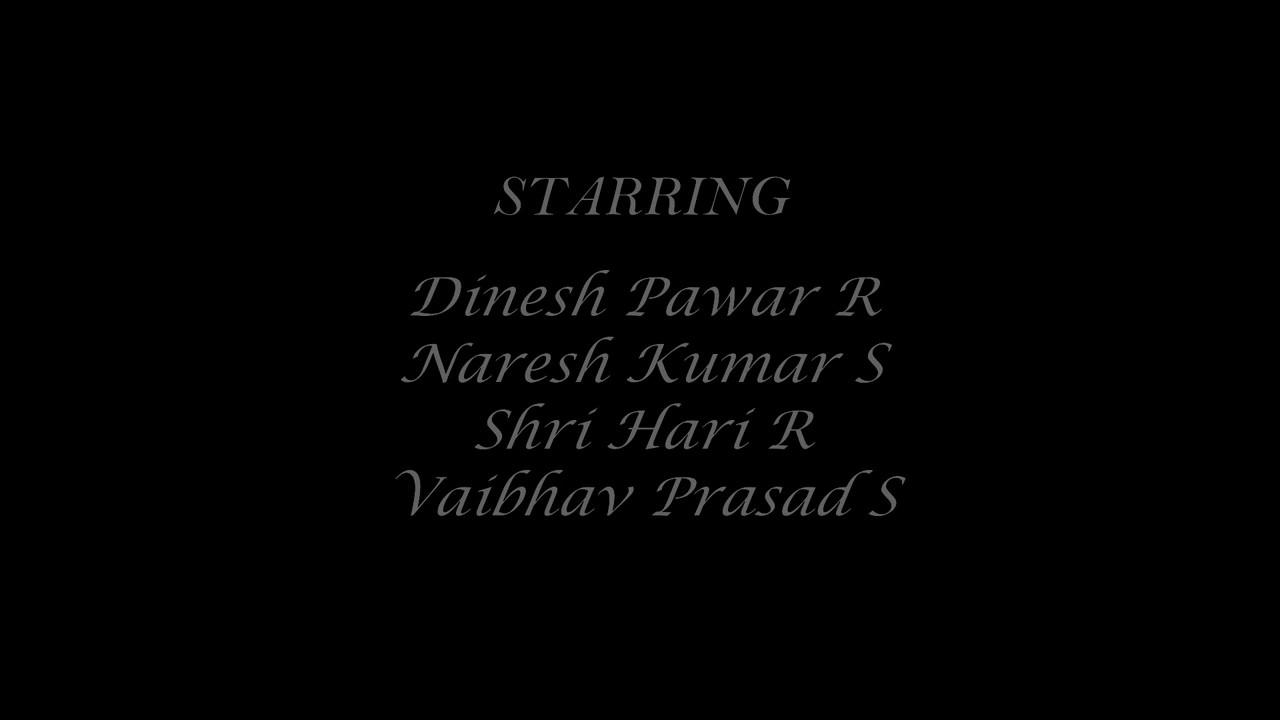 STARRING
Dinesh Pawar R
Naresh Kumar S
Shri Hari R
Vaibhav Prasad S